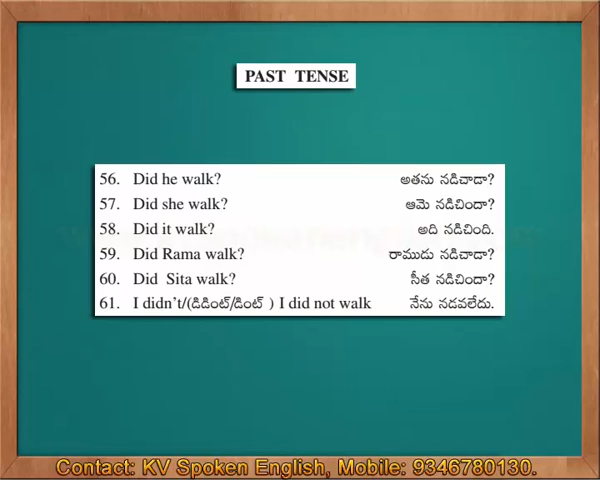 PAST TENSE
56. Did he walk? అతను నడిచాడా?
57. Did she walk? ఆమె నడిచిందా?
58. Did it walk? అది నడిచింది.
59. Did Rama walk? రాముడు నడిచాడా?
60. Did Sita walk? సీత నడిచిందా?
61. I didn't/(డిడింట్/డింట్ ) I did not walk నేను నడవలేదు.
Contact: KV Spoken English, Mobile: 9346780130.